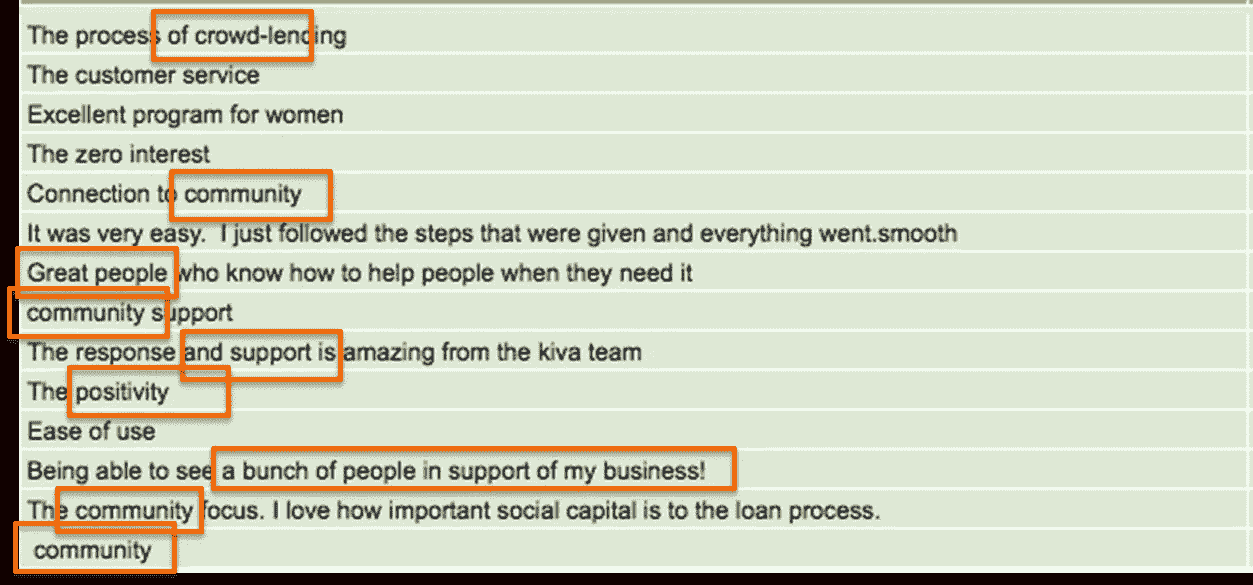 The process of crowd-lending
The customer service
Excellent program for women
The zero interest
Connection to community
It was very easy.  I just followed the steps that were given and everything went.smooth
Great people who know how to help people when they need it
community support
The response and support is amazing from the kiva team
The positivity
Ease of use
Being able to see a bunch of people in support of my business!
The community focus. I love how important social capital is to the loan process.
community